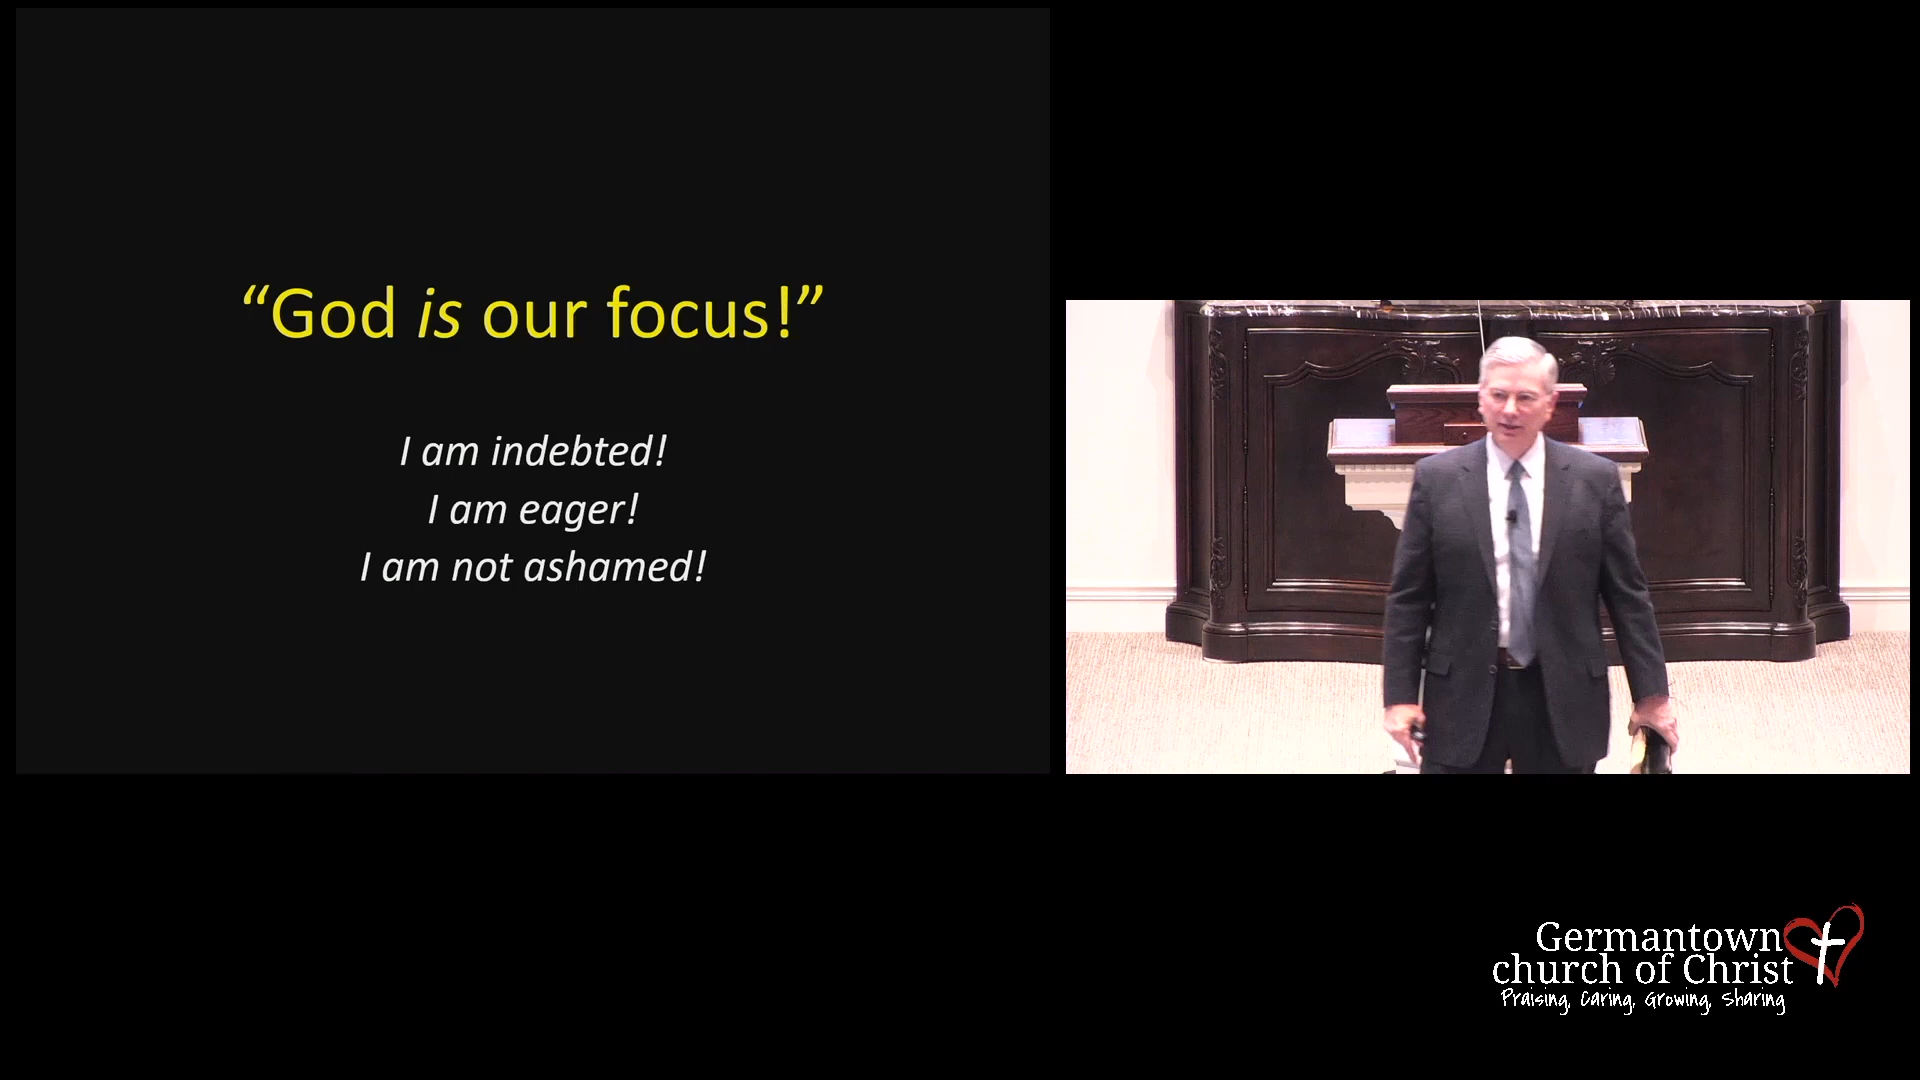 “God is our focus!”
I am indebted!
I am eager!
I am not ashamed!
Germantown
church of Christ
Praising, Caring, Growing, Sharing